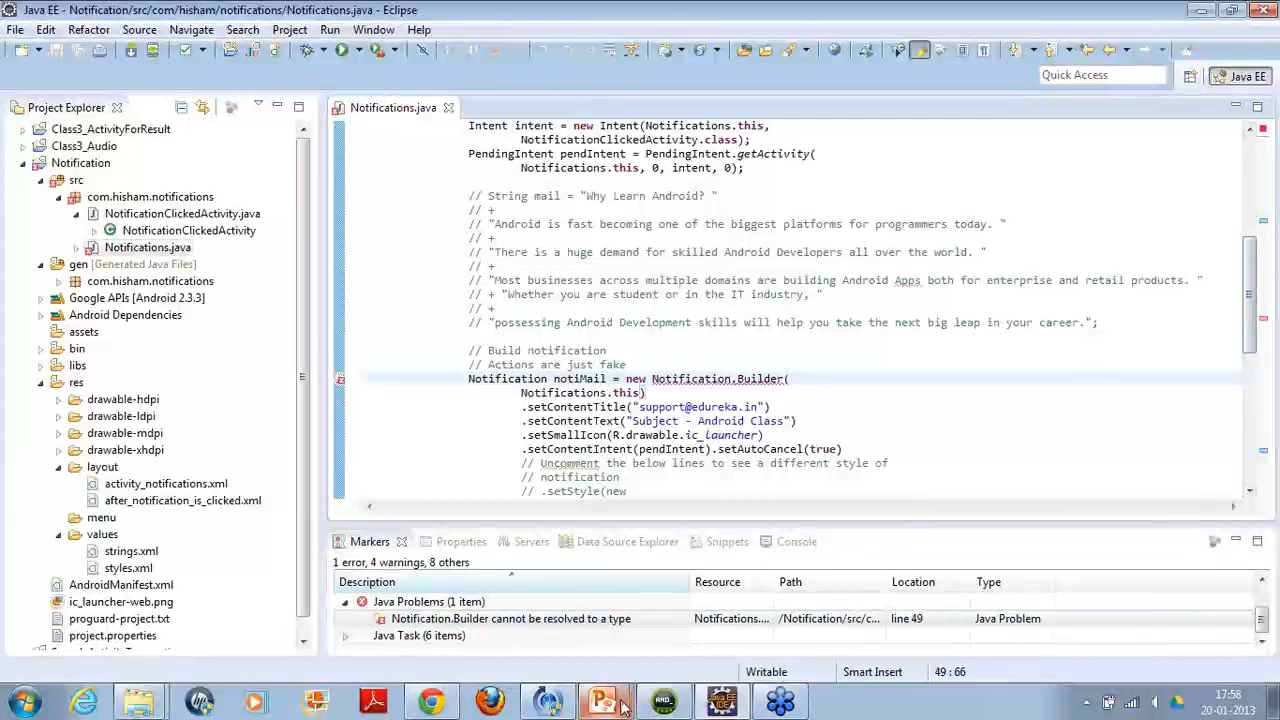 Java EE - Notification/src/com/hisham/notifications/Notifications.java - Eclipse
File Edit Refactor Source Navigate Search Project Run Window Help
Quick Access
Java EE
Project Explorer
Class3_ActivityForResult
Class3_Audio
Notification
src
com.hisham.notifications
NotificationClickedActivity.java
NotificationClickedActivity
Notifications.java
gen [Generated Java Files]
com.hisham.notifications
Google APIs [Android 2.3.3]
Android Dependencies
assets
bin
libs
res
drawable-hdpi
drawable-ldpi
drawable-mdpi
drawable-xhdpi
layout
activity_notifications.xml
after_notification_is_clicked.xml
menu
values
strings.xml
styles.xml
AndroidManifest.xml
ic_launcher-web.png
proguard-project.txt
project.properties
Notifications.java
Intent intent = new Intent(Notifications.this,
NotificationClickedActivity.class);
PendingIntent pendIntent = PendingIntent.getActivity(
Notifications.this, 0, intent, 0);
// String mail = "Why Learn Android? "
// +
// "Android is fast becoming one of the biggest platforms for programmers today. "
// +
// "There is a huge demand for skilled Android Developers all over the world. "
// +
// "Most businesses across multiple domains are building Android Apps both for enterprise and retail products. "
// + "Whether you are student or in the IT industry, "
// +
// "possessing Android Development skills will help you take the next big leap in your career.";
// Build notification
// Actions are just fake
Notification notiMail = new Notification.Builder(
Notifications.this)
.setContentTitle("support@edureka.in")
.setContentText("Subject - Android Class")
.setSmallIcon(R.drawable.ic_launcher)
.setContentIntent(pendIntent).setAutoCancel(true)
// Uncomment the below lines to see a different style of
// notification
// .setStyle(new
Markers Properties Servers Data Source Explorer Snippets Console
1 error, 4 warnings, 8 others
Description Resource Path Location Type
Java Problems (1 item)
Notification.Builder cannot be resolved to a type Notifications.... /Notification/src/c... line 49 Java Problem
Java Task (6 items)
Writable Smart Insert 49 : 66
17:58
20-01-2013